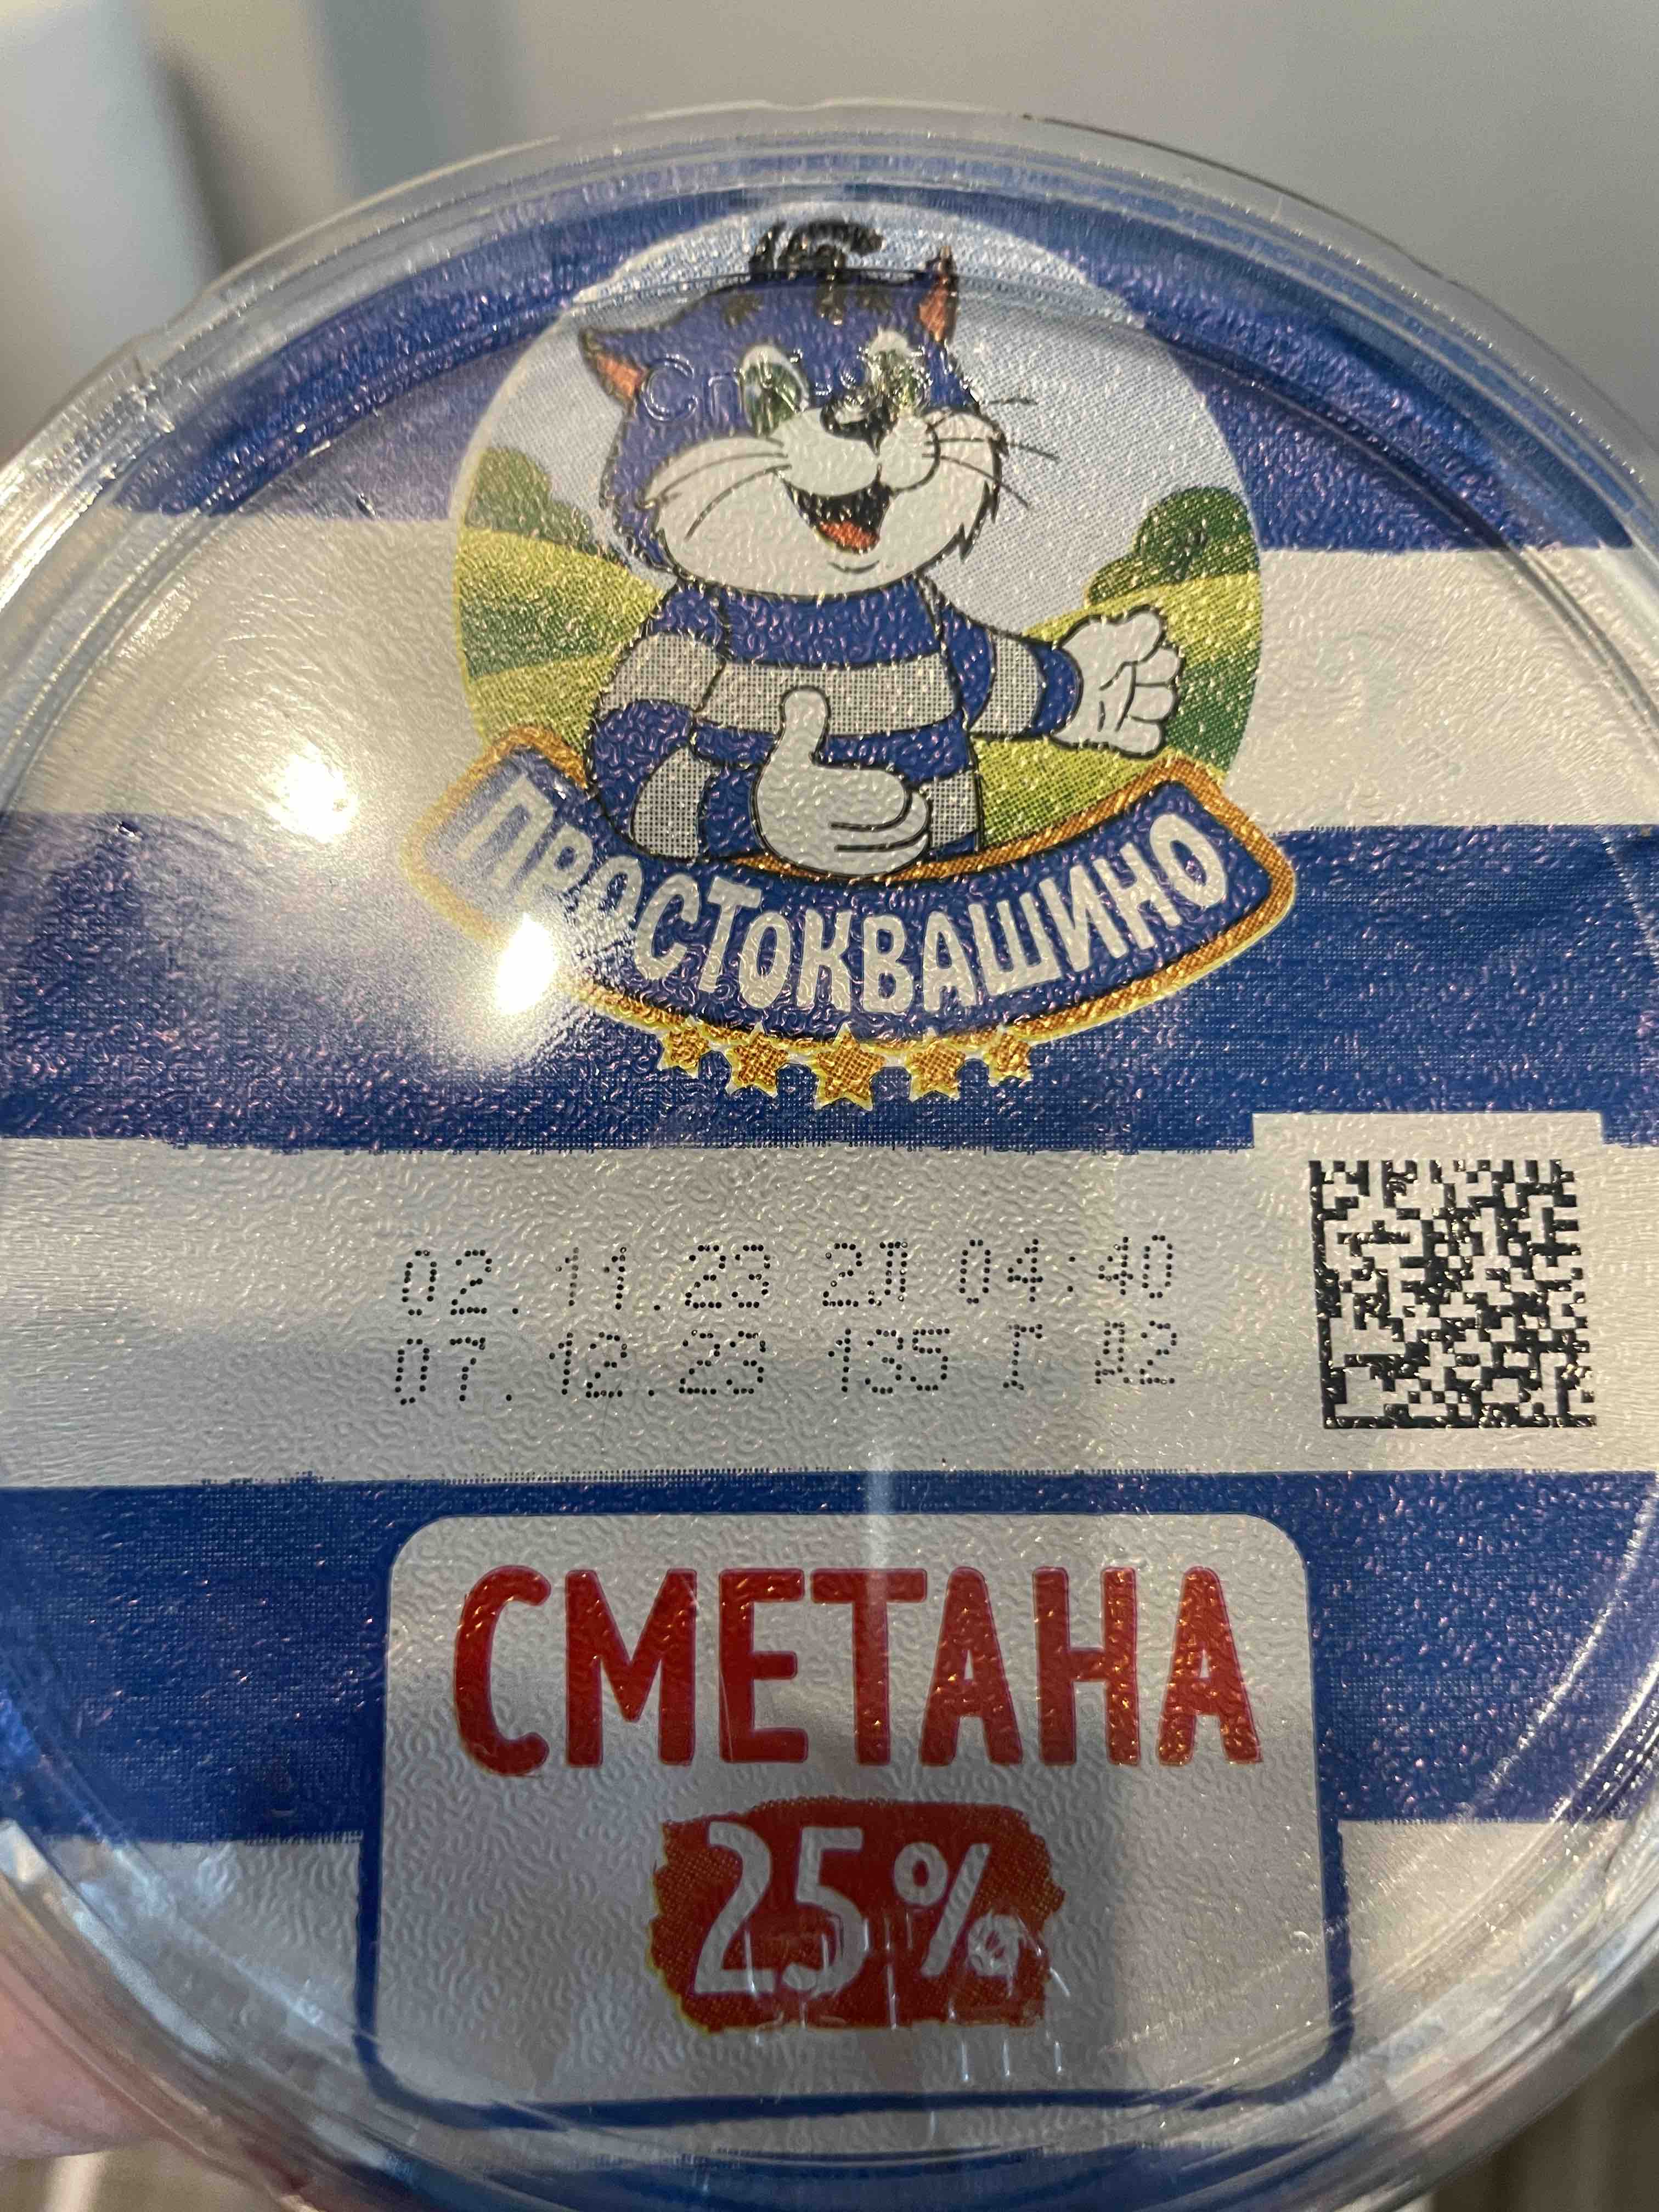 ПРОСТОКВАШИНО
02.11.23 2Л 04:40
07.12.23 135 Г Д2
СМЕТАНА
25%